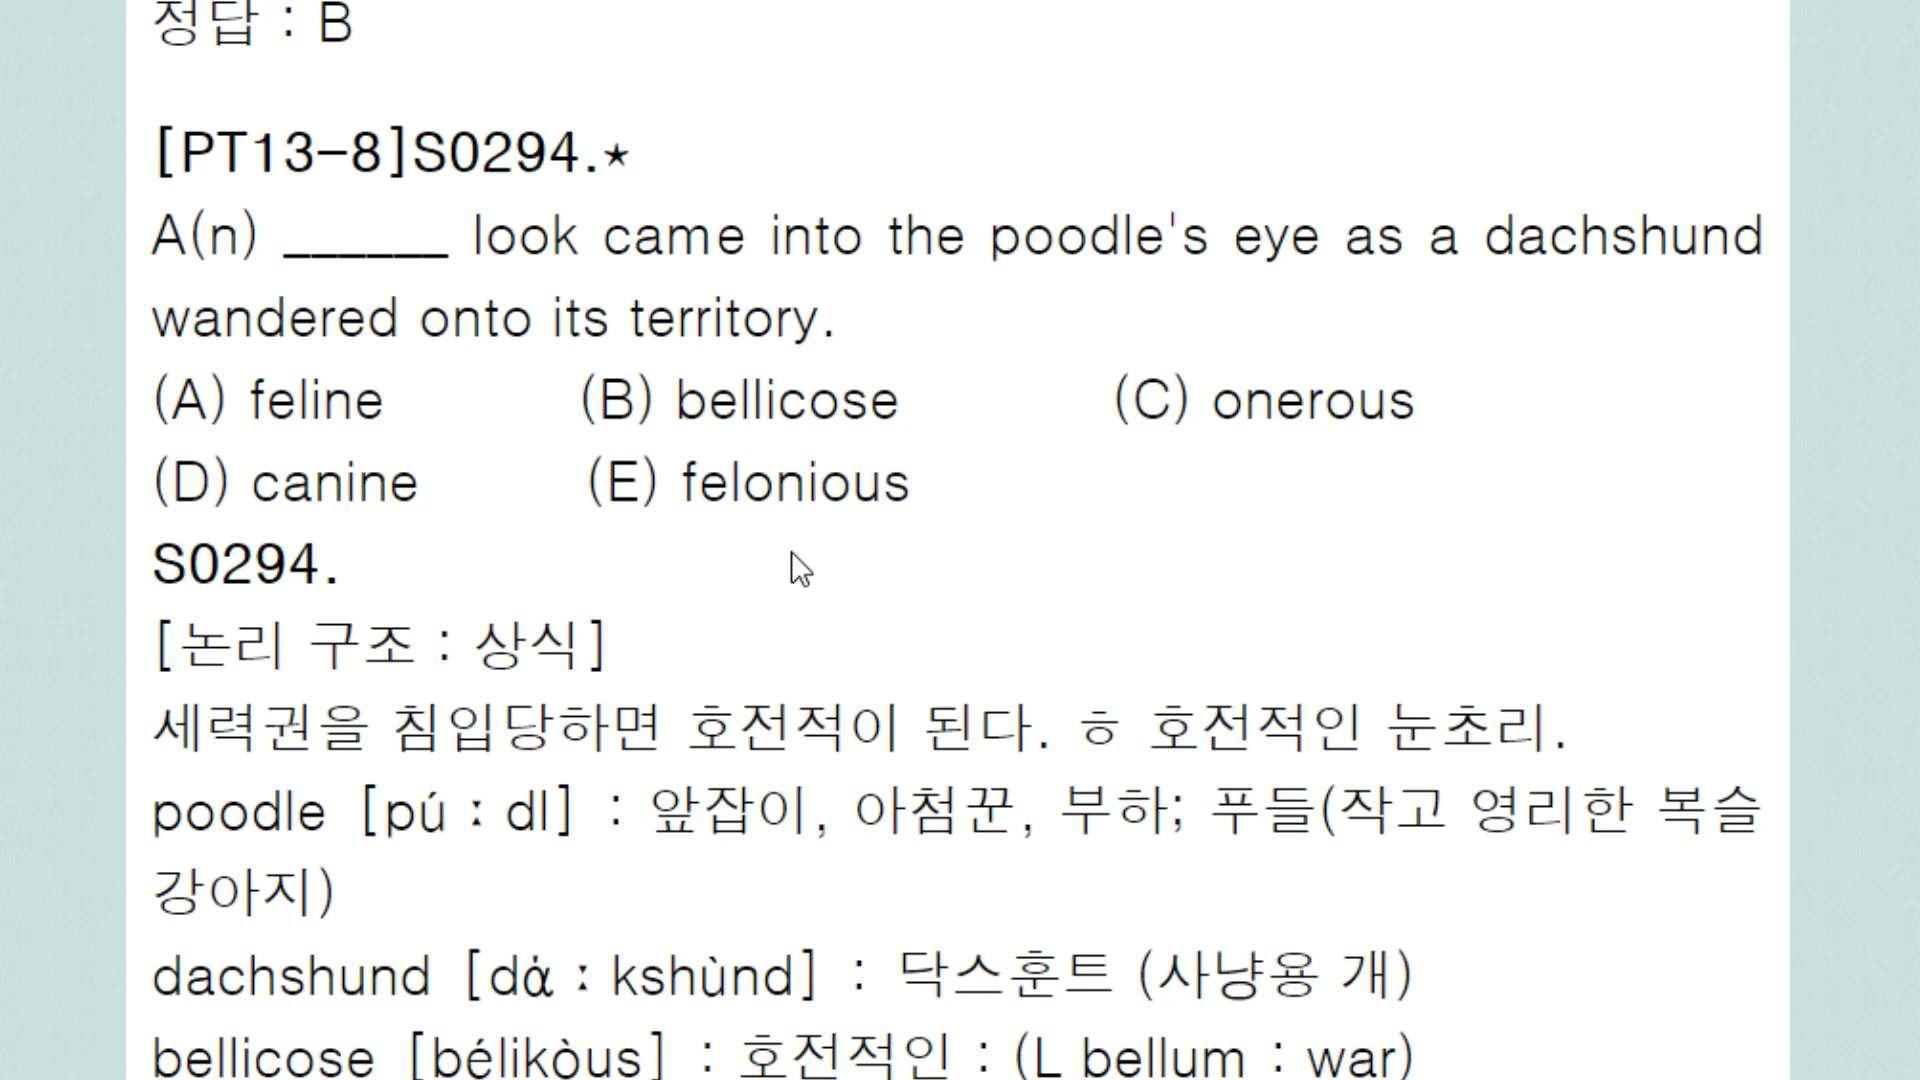 정답 : B
[PT13-8]S0294.⋆
A(n) ______ look came into the poodle's eye as a dachshund
wandered onto its territory.
(A) feline (B) bellicose (C) onerous
(D) canine (E) felonious
S0294.
[논리 구조 : 상식]
세력권을 침입당하면 호전적이 된다. ㅎ 호전적인 눈초리.
poodle [púːdl] : 앞잡이, 아첨꾼, 부하; 푸들(작고 영리한 복슬
강아지)
dachshund [dά:kshùnd] : 닥스훈트 (사냥용 개)
bellicose [bélikòus] : 호전적인 : (L bellum : war)